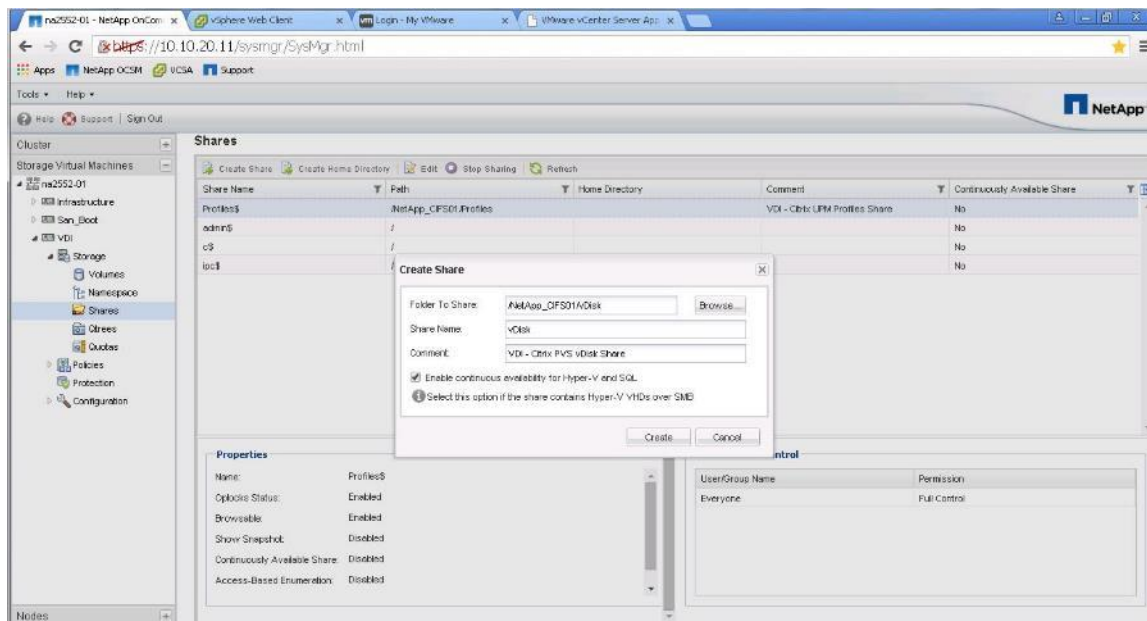 na2552-01 - NetApp OnCom
vSphere Web Client
Login - My VMware
VMware vCenter Server App
https://10.10.20.11/sysmgr/SysMgr.html
Apps NetApp OCSM VCSA Support
Tools Help
NetApp
Help Support | Sign Out
Cluster
Storage Virtual Machines
na2552-01
Infrastructure
San_Boot
VDI
Storage
Volumes
Namespace
Shares
Qtrees
Quotas
Policies
Protection
Configuration
Nodes
Shares
Create Share Create Home Directory Edit Stop Sharing Refresh
Share Name Path Home Directory Comment Continuously Available Share
Profiles$ /NetApp_CIFS01/Profiles VDI - Citrix UPM Profiles Share No
admin$ / No
c$ / No
ipc$ / No
Create Share
Folder To Share: /NetApp_CIFS01/vDisk Browse...
Share Name: vDisk
Comment: VDI - Citrix PVS vDisk Share
Enable continuous availability for Hyper-V and SQL
Select this option if the share contains Hyper-V VHDs over SMB
Create Cancel
Properties
Name: Profiles$
Oplocks Status: Enabled
Browsable: Enabled
Show Snapshot: Disabled
Continuously Available Share: Disabled
Access-Based Enumeration: Disabled
ntrol
User/Group Name Permission
Everyone Full Control